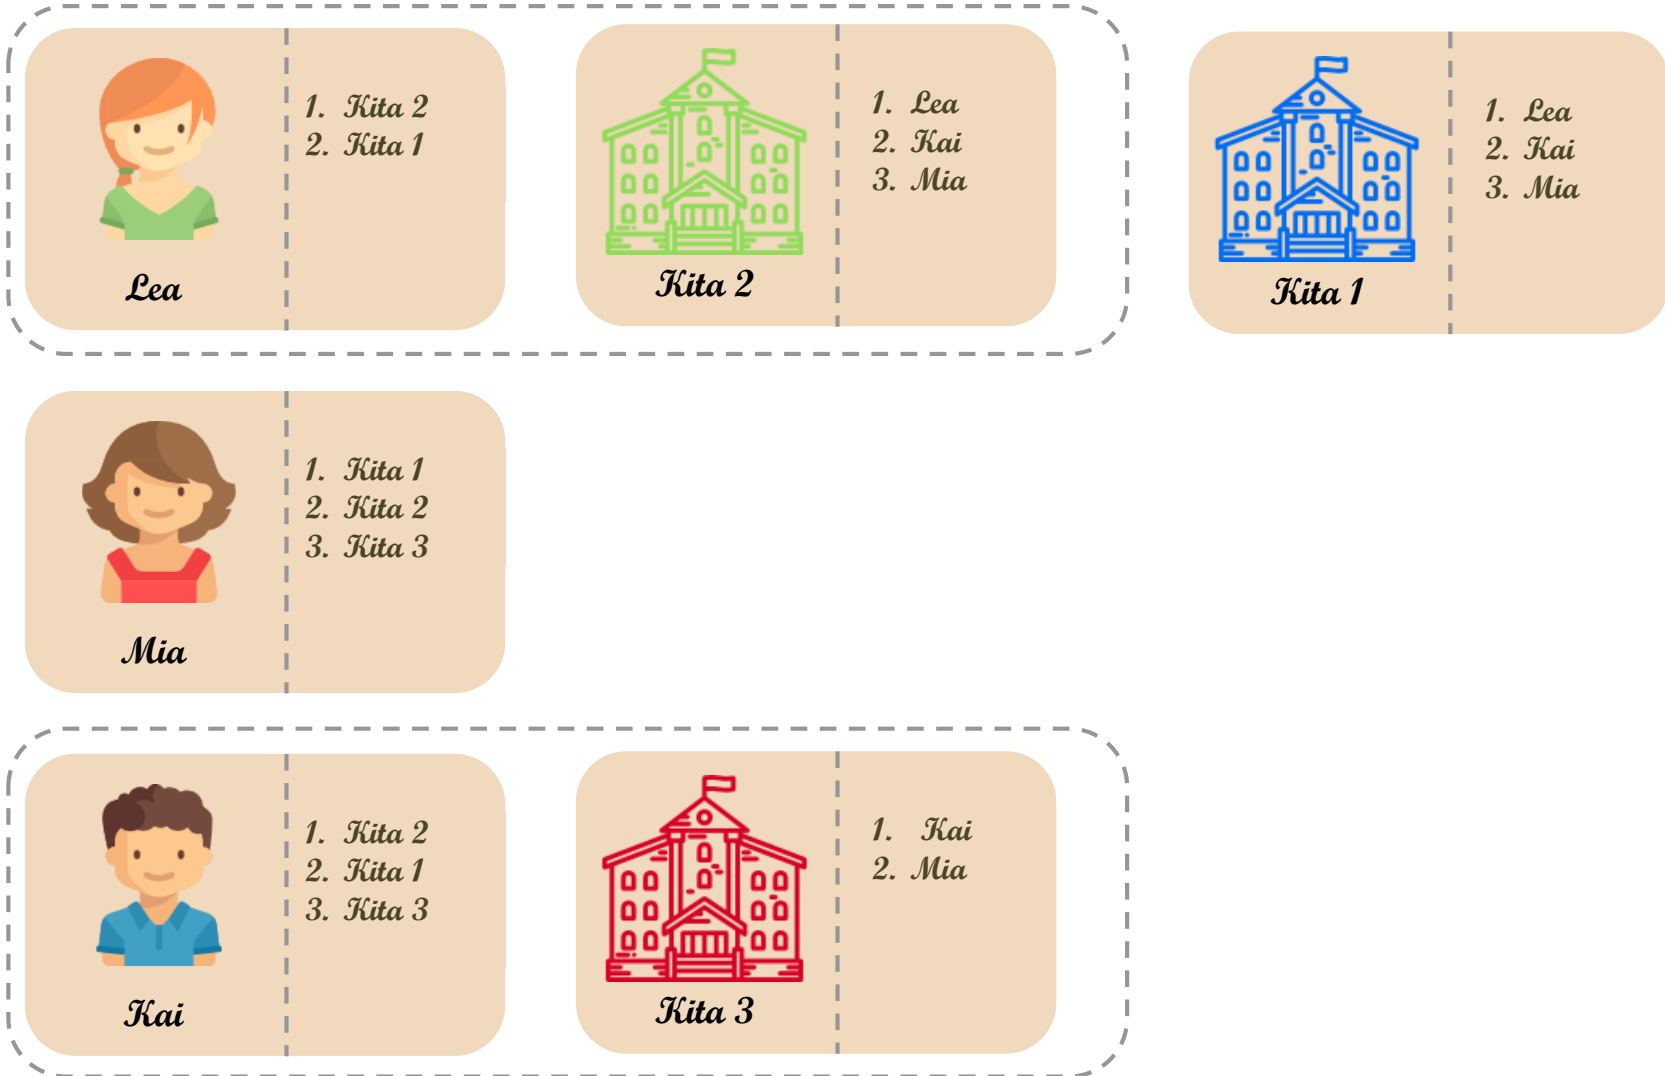 1. Kita 2
2. Kita 1
Lea
1. Lea
2. Kai
3. Mia
Kita 2
1. Lea
2. Kai
3. Mia
Kita 1
1. Kita 1
2. Kita 2
3. Kita 3
Mia
1. Kita 2
2. Kita 1
3. Kita 3
Kai
1. Kai
2. Mia
Kita 3